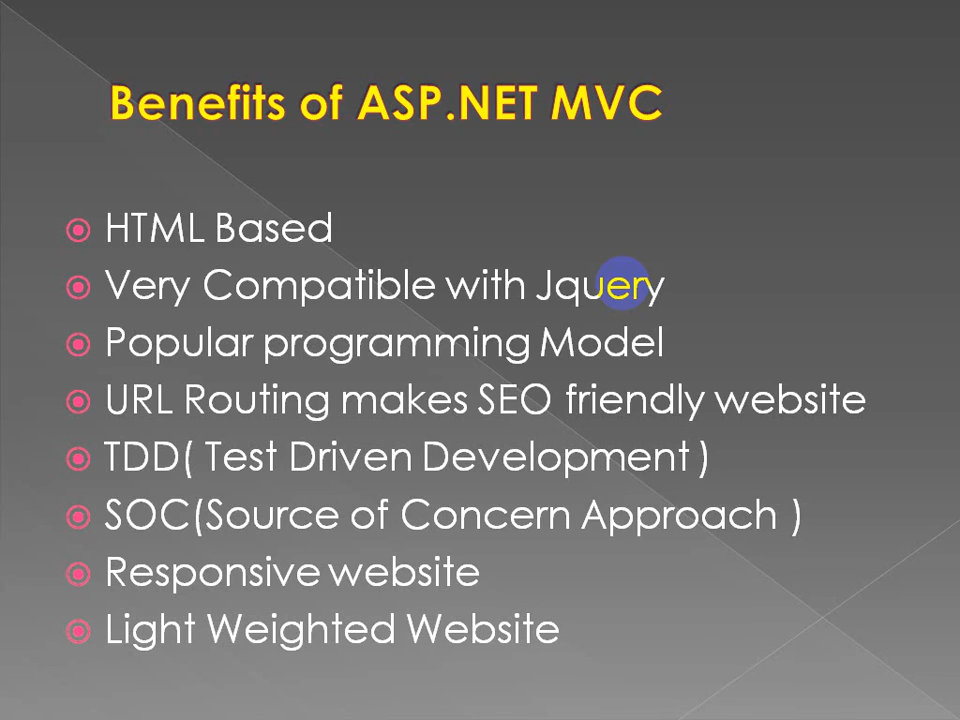 Benefits of ASP.NET MVC
HTML Based
Very Compatible with Jquery
Popular programming Model
URL Routing makes SEO friendly website
TDD( Test Driven Development )
SOC(Source of Concern Approach )
Responsive website
Light Weighted Website